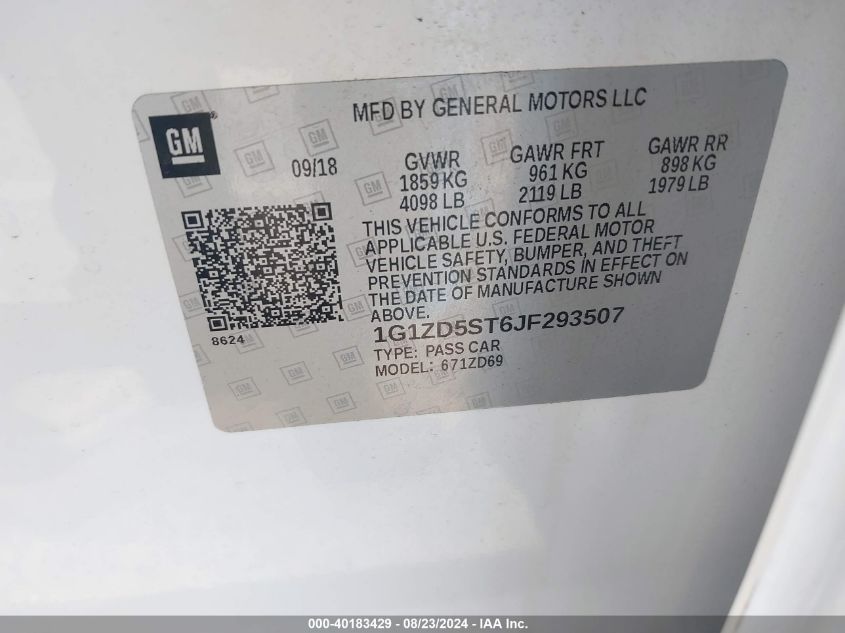 MFD BY GENERAL MOTORS LLC
GM
09/18
GVWR
1859 KG
4098 LB
GAWR FRT
961 KG
2119 LB
GAWR RR
898 KG
1979 LB
THIS VEHICLE CONFORMS TO ALL
APPLICABLE U.S. FEDERAL MOTOR
VEHICLE SAFETY, BUMPER, AND THEFT
PREVENTION STANDARDS IN EFFECT ON
THE DATE OF MANUFACTURE SHOWN
ABOVE.
8624
1G1ZD5ST6JF293507
TYPE: PASS CAR
MODEL: 671ZD69
000-40183429 - 08/23/2024 - IAA Inc.